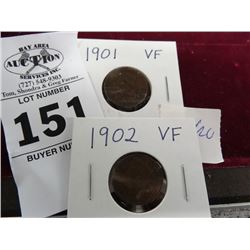 BAY AREA
AUCTION
SERVICES INC.
Tom, Shondra & Greg Farmer
(727) 548-9303
LOT NUMBER
151
BUYER NU
1901 VF
1902 VF